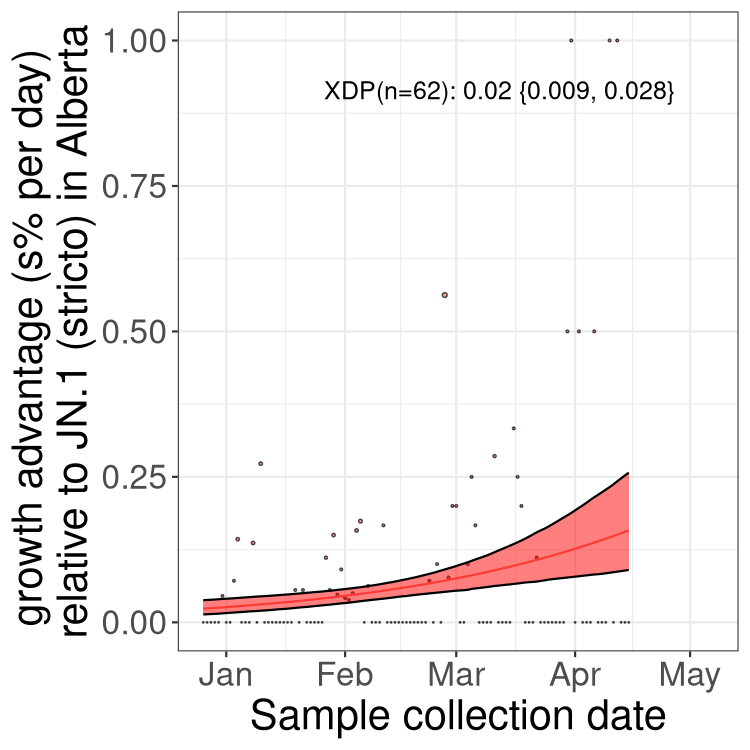 growth advantage (s% per day)
relative to JN.1 (stricto) in Alberta
1.00
0.75
0.50
0.25
0.00
XDP(n=62): 0.02 {0.009, 0.028}
Jan Feb Mar Apr May
Sample collection date